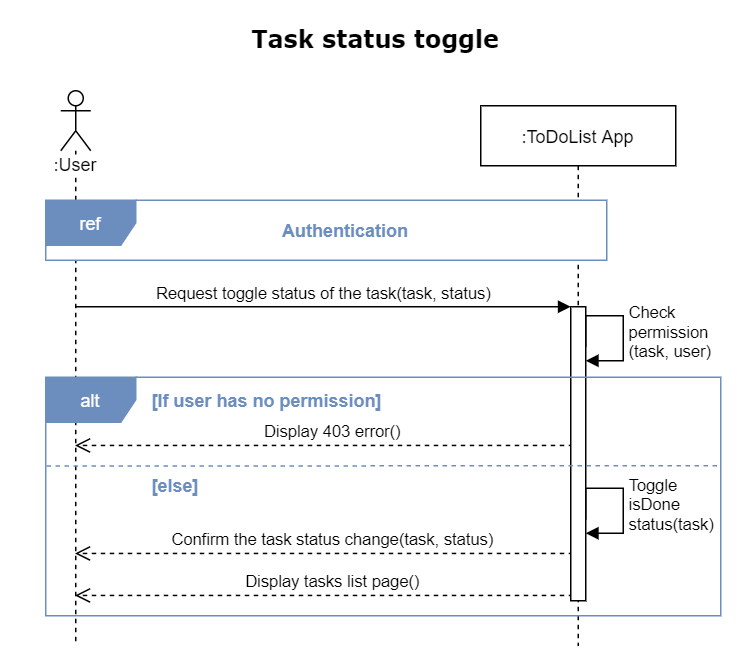 Task status toggle
:User
:ToDoList App
ref
Authentication
Request toggle status of the task(task, status)
Check
permission
(task, user)
alt
[If user has no permission]
Display 403 error()
[else]
Toggle
isDone
status(task)
Confirm the task status change(task, status)
Display tasks list page()